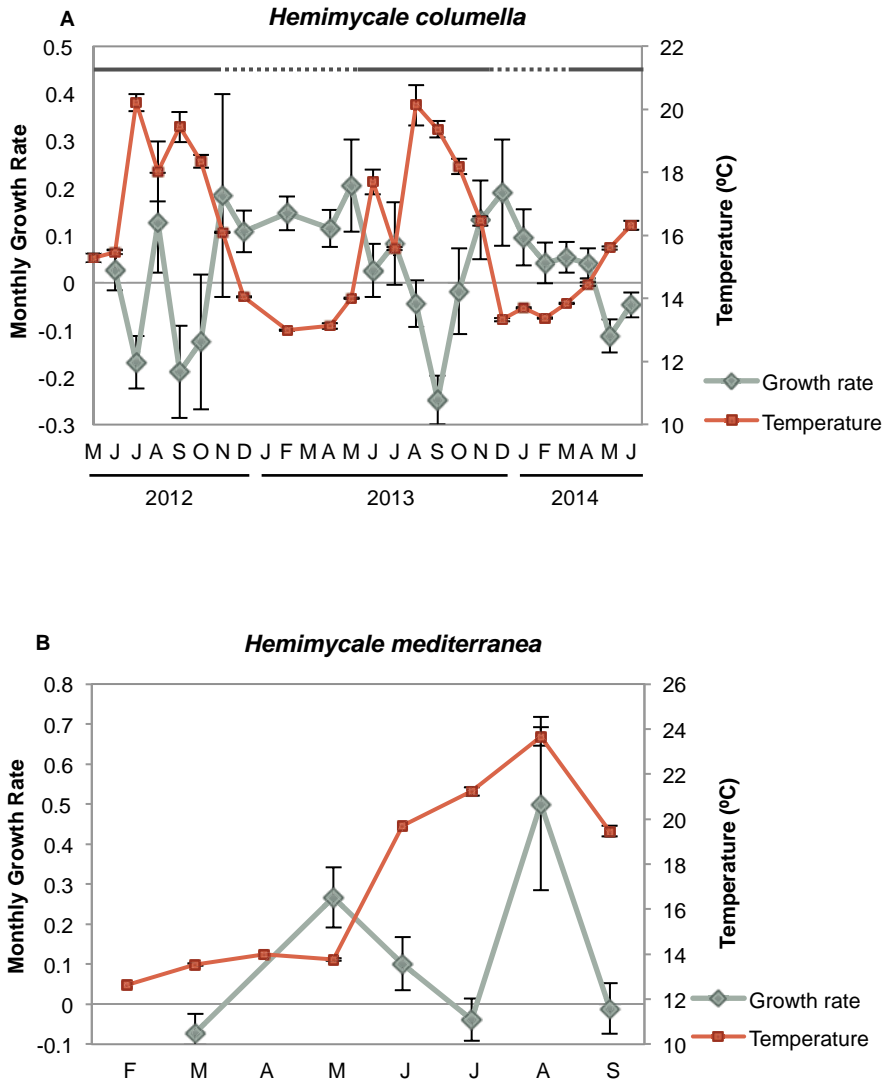 A
Hemimycale columella
0.5
0.4
0.3
0.2
0.1
0
-0.1
-0.2
-0.3
Monthly Growth Rate
22
20
18
16
14
12
10
Temperature (ºC)
Growth rate
Temperature
M J J A S O N D J F M A M J J A S O N D J F M A M J
2012 2013 2014
B
Hemimycale mediterranea
0.8
0.7
0.6
0.5
0.4
0.3
0.2
0.1
0
-0.1
Monthly Growth Rate
26
24
22
20
18
16
14
12
10
Temperature (ºC)
Growth rate
Temperature
F M A M J J A S